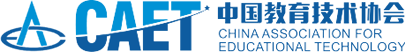 CAET
中国教育技术协会
CHINA ASSOCIATION FOR
EDUCATIONAL TECHNOLOGY